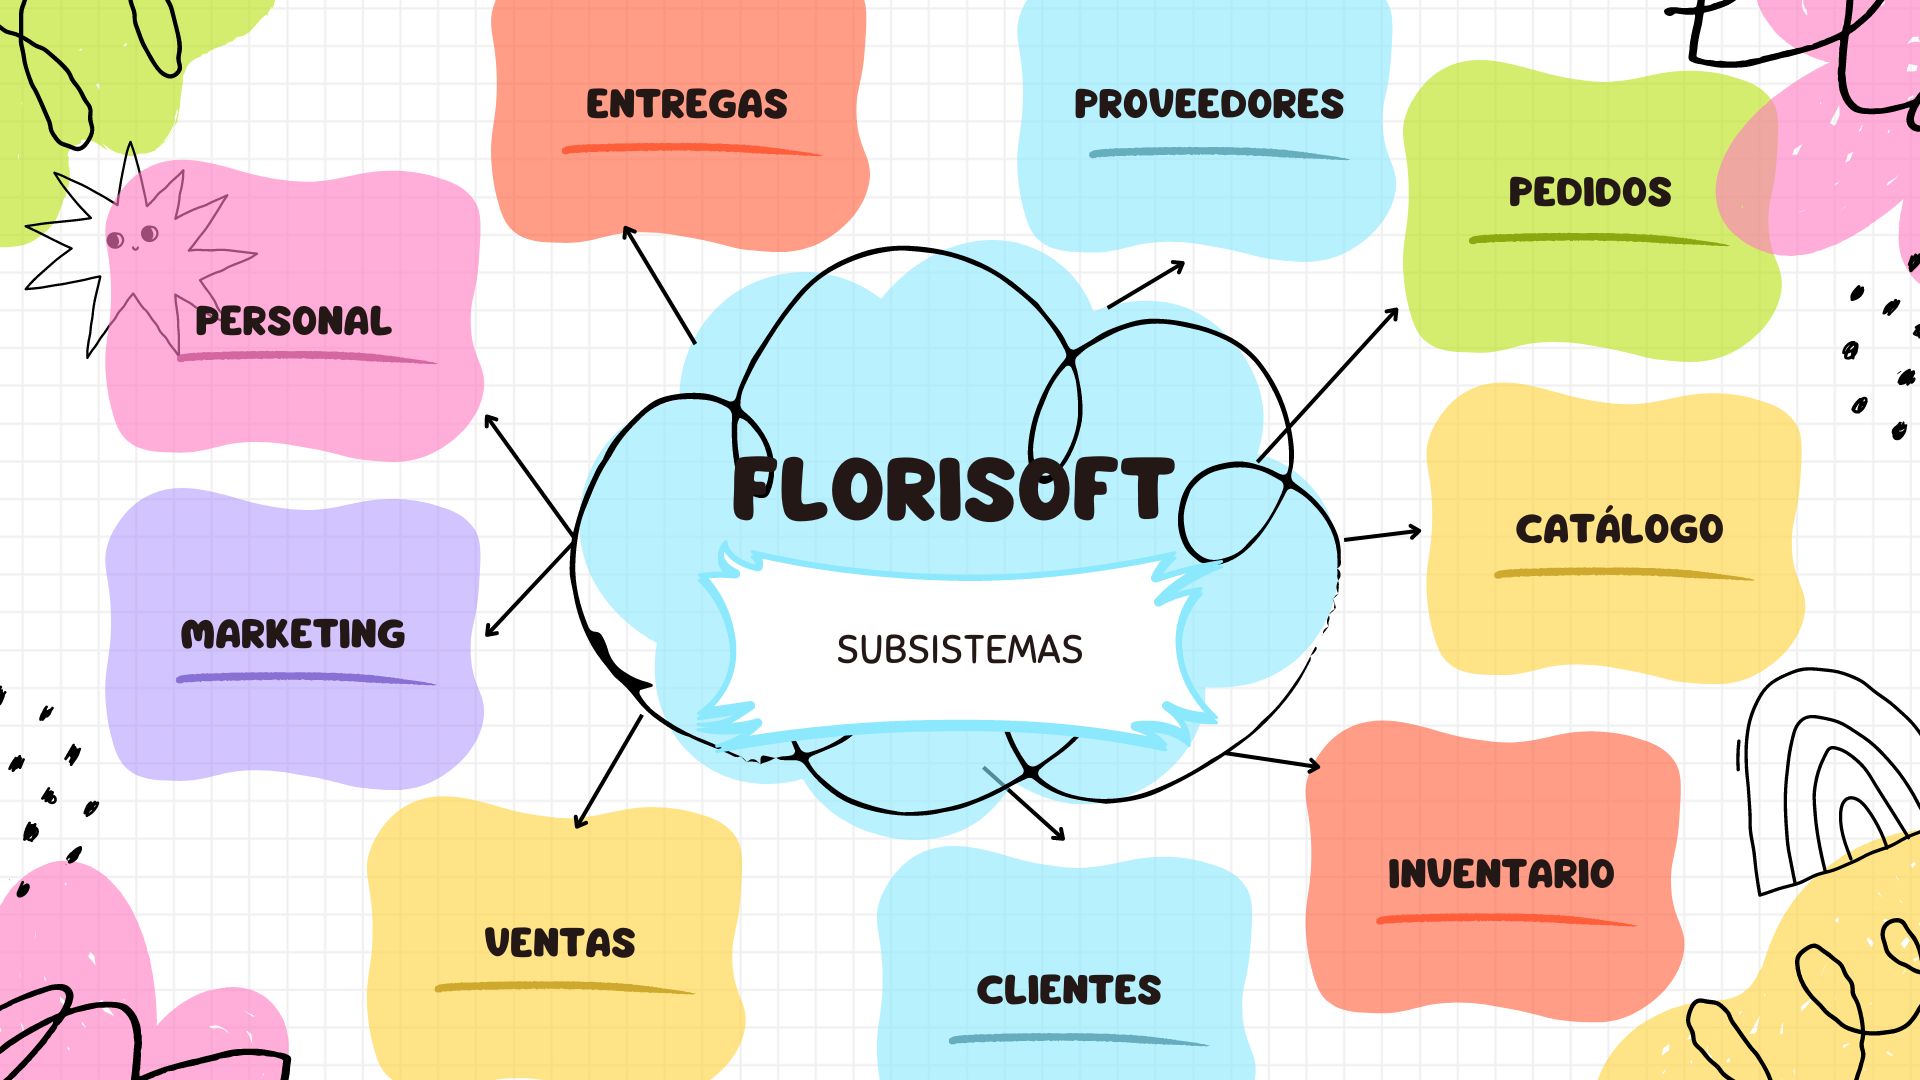 ENTREGAS
PROVEEDORES
PEDIDOS
PERSONAL
FLORISOFT
CATÁLOGO
MARKETING
SUBSISTEMAS
INVENTARIO
VENTAS
CLIENTES